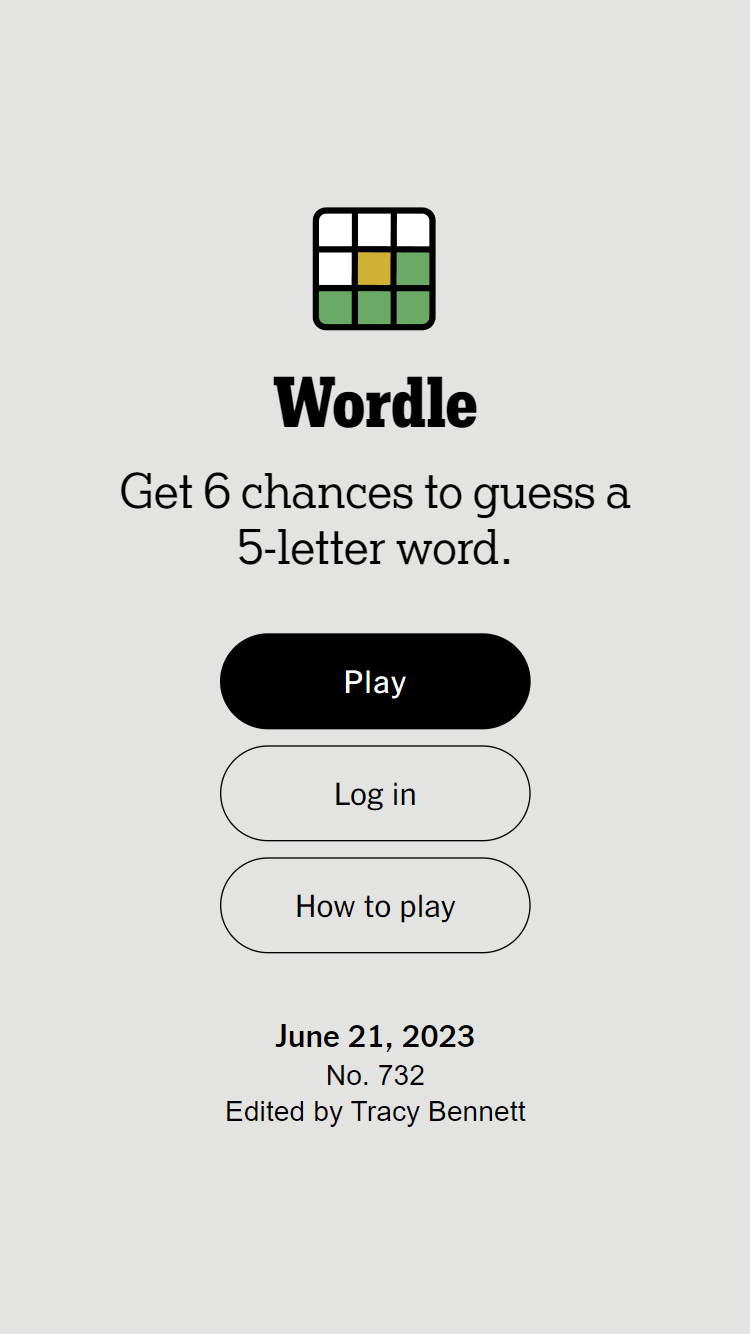 Wordle
Get 6 chances to guess a
5-letter word.
Play
Log in
How to play
June 21, 2023
No. 732
Edited by Tracy Bennett